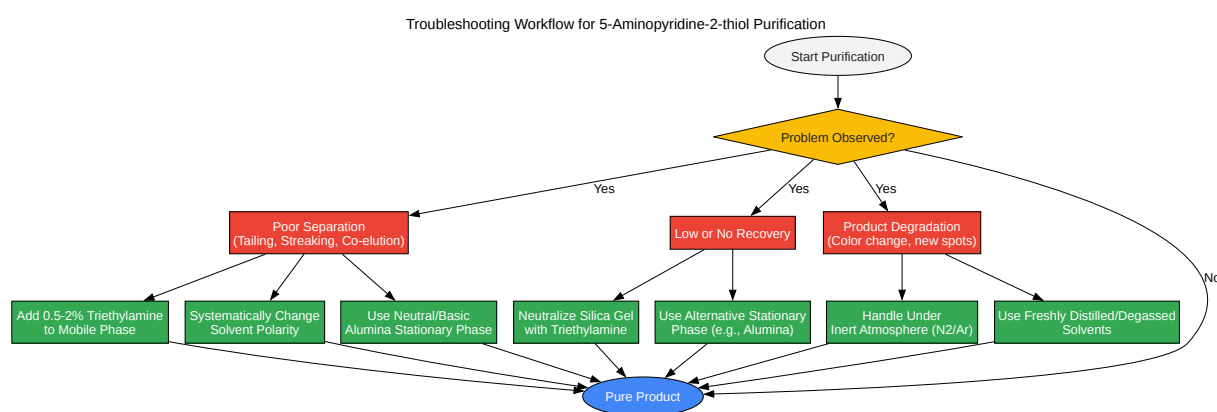 Troubleshooting Workflow for 5-Aminopyridine-2-thiol Purification
Start Purification
Problem Observed?
Yes
Yes
Yes
No
Poor Separation
(Tailing, Streaking, Co-elution)
Low or No Recovery
Product Degradation
(Color change, new spots)
Add 0.5-2% Triethylamine
to Mobile Phase
Systematically Change
Solvent Polarity
Use Neutral/Basic
Alumina Stationary Phase
Neutralize Silica Gel
with Triethylamine
Use Alternative Stationary
Phase (e.g., Alumina)
Handle Under
Inert Atmosphere (N2/Ar)
Use Freshly Distilled/Degassed
Solvents
Pure Product